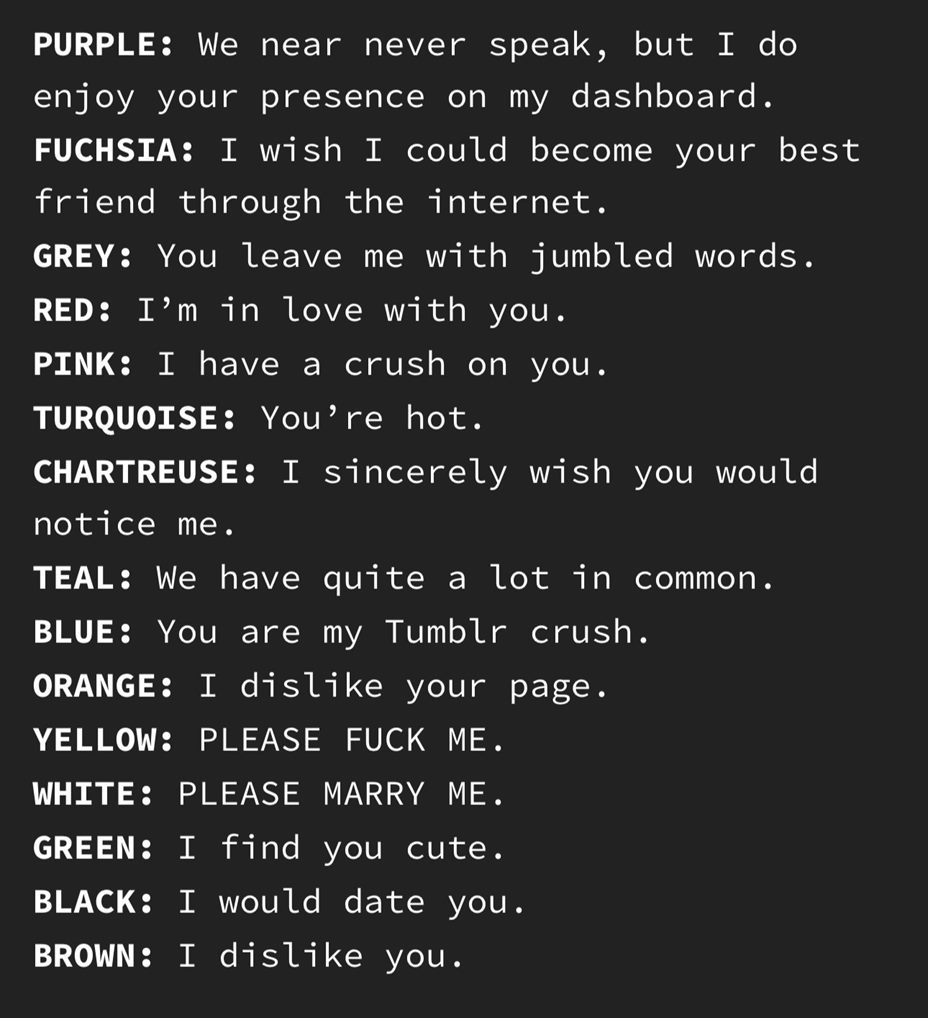 PURPLE: We near never speak, but I do
enjoy your presence on my dashboard.
FUCHSIA: I wish I could become your best
friend through the internet.
GREY: You leave me with jumbled words.
RED: I’m in love with you.
PINK: I have a crush on you.
TURQUOISE: You’re hot.
CHARTREUSE: I sincerely wish you would
notice me.
TEAL: We have quite a lot in common.
BLUE: You are my Tumblr crush.
ORANGE: I dislike your page.
YELLOW: PLEASE FUCK ME.
WHITE: PLEASE MARRY ME.
GREEN: I find you cute.
BLACK: I would date you.
BROWN: I dislike you.